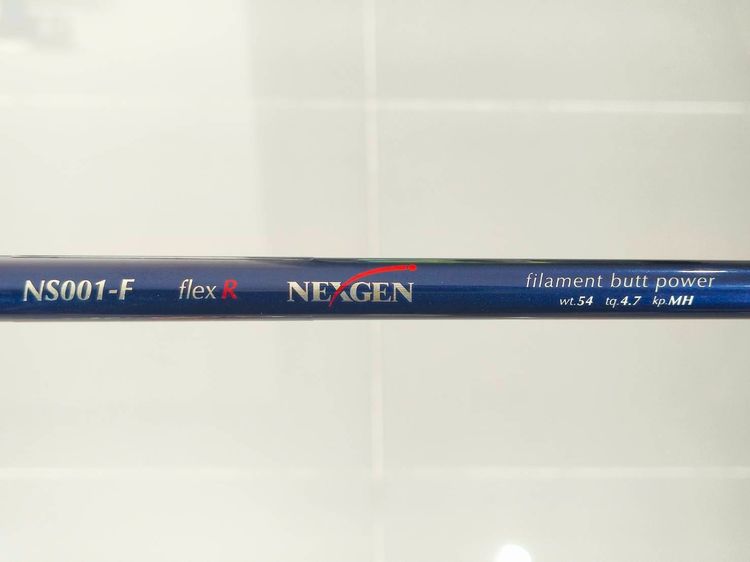 NS001-F flex R NEXGEN filament butt power
wt.54 tq.4.7 kp.MH